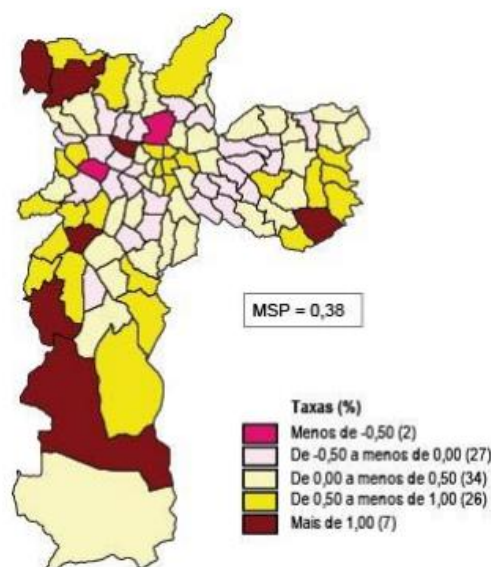 MSP = 0,38
Taxas (%)
Menos de -0,50 (2)
De -0,50 a menos de 0,00 (27)
De 0,00 a menos de 0,50 (34)
De 0,50 a menos de 1,00 (26)
Mais de 1,00 (7)